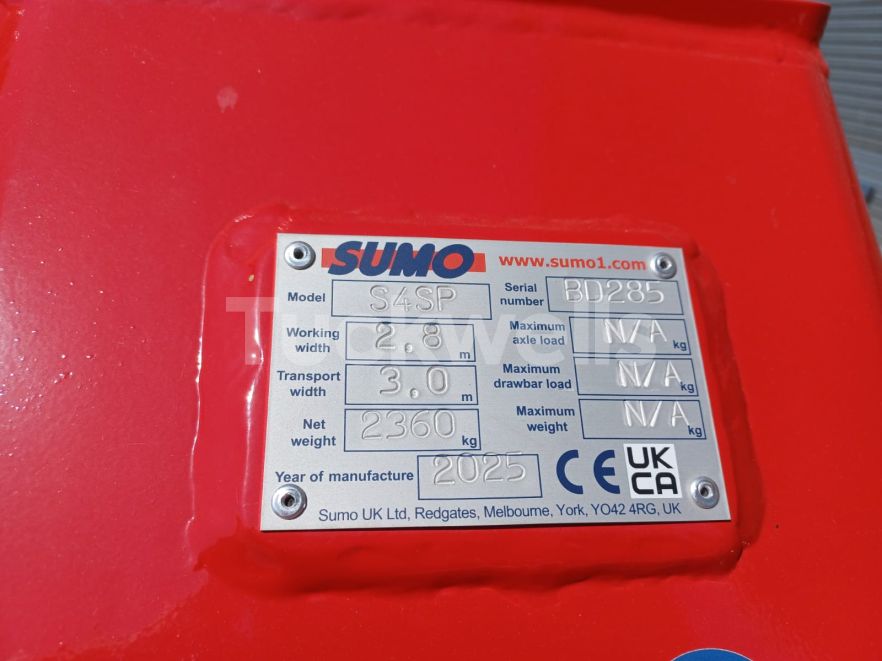 SUMO www.sumo1.com
Model S4SP Serial number BD285
Working width 2.8 m Maximum axle load N/A kg
Transport width 3.0 m Maximum drawbar load N/A kg
Net weight 2360 kg Maximum weight N/A kg
Year of manufacture 2025 CE UK CA
Sumo UK Ltd, Redgates, Melbourne, York, YO42 4RG, UK
Tuckwells